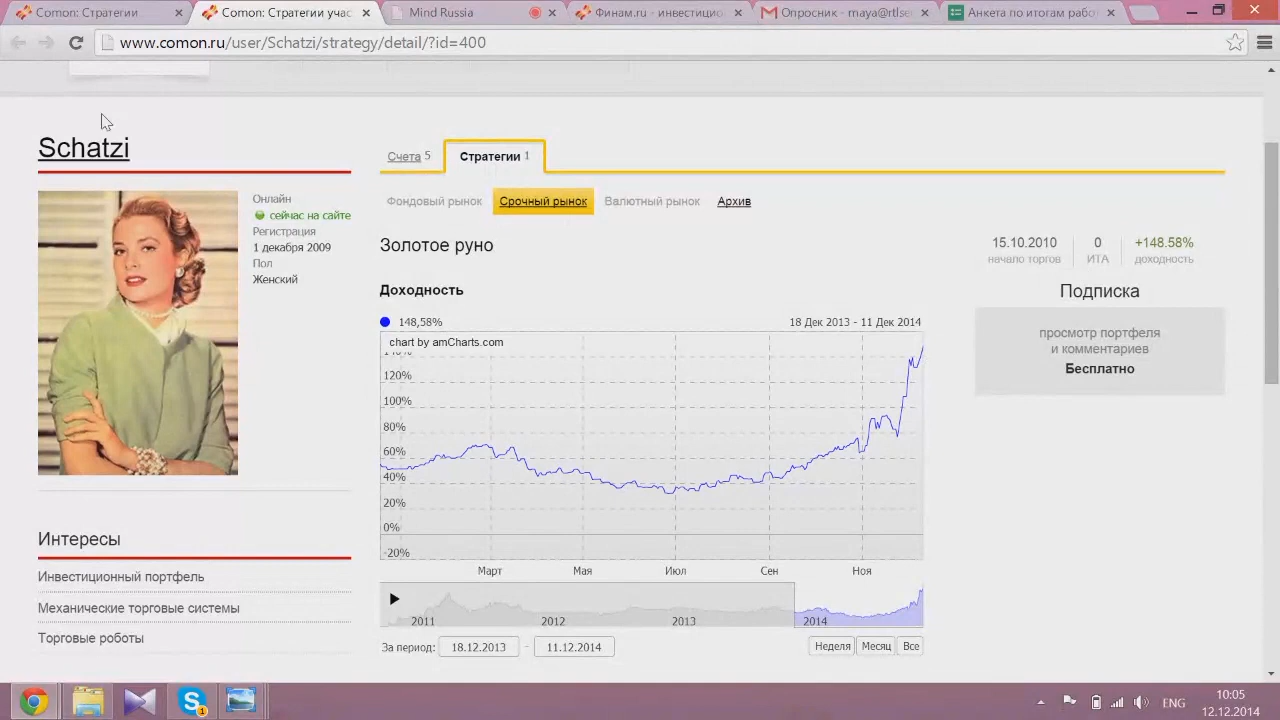 Comon: Стратегии
Comon: Стратегии учас
Mind Russia
Финам.ru - инвестицио
Опросник - maya@rtlser
Анкета по итогам рабо
www.comon.ru/user/Schatzi/strategy/detail/?id=400
Schatzi
Онлайн
сейчас на сайте
Регистрация
1 декабря 2009
Пол
Женский
Интересы
Инвестиционный портфель
Механические торговые системы
Торговые роботы
Счета 5
Стратегии 1
Фондовый рынок
Срочный рынок
Валютный рынок
Архив
Золотое руно
Доходность
148,58%
18 Дек 2013 - 11 Дек 2014
chart by amCharts.com
140%
120%
100%
80%
60%
40%
20%
0%
-20%
Март
Мая
Июл
Сен
Ноя
2011
2012
2013
2014
За период:
18.12.2013
-
11.12.2014
Неделя
Месяц
Все
15.10.2010
начало торгов
0
ИТА
+148.58%
доходность
Подписка
просмотр портфеля
и комментариев
Бесплатно
1
ENG
10:05
12.12.2014